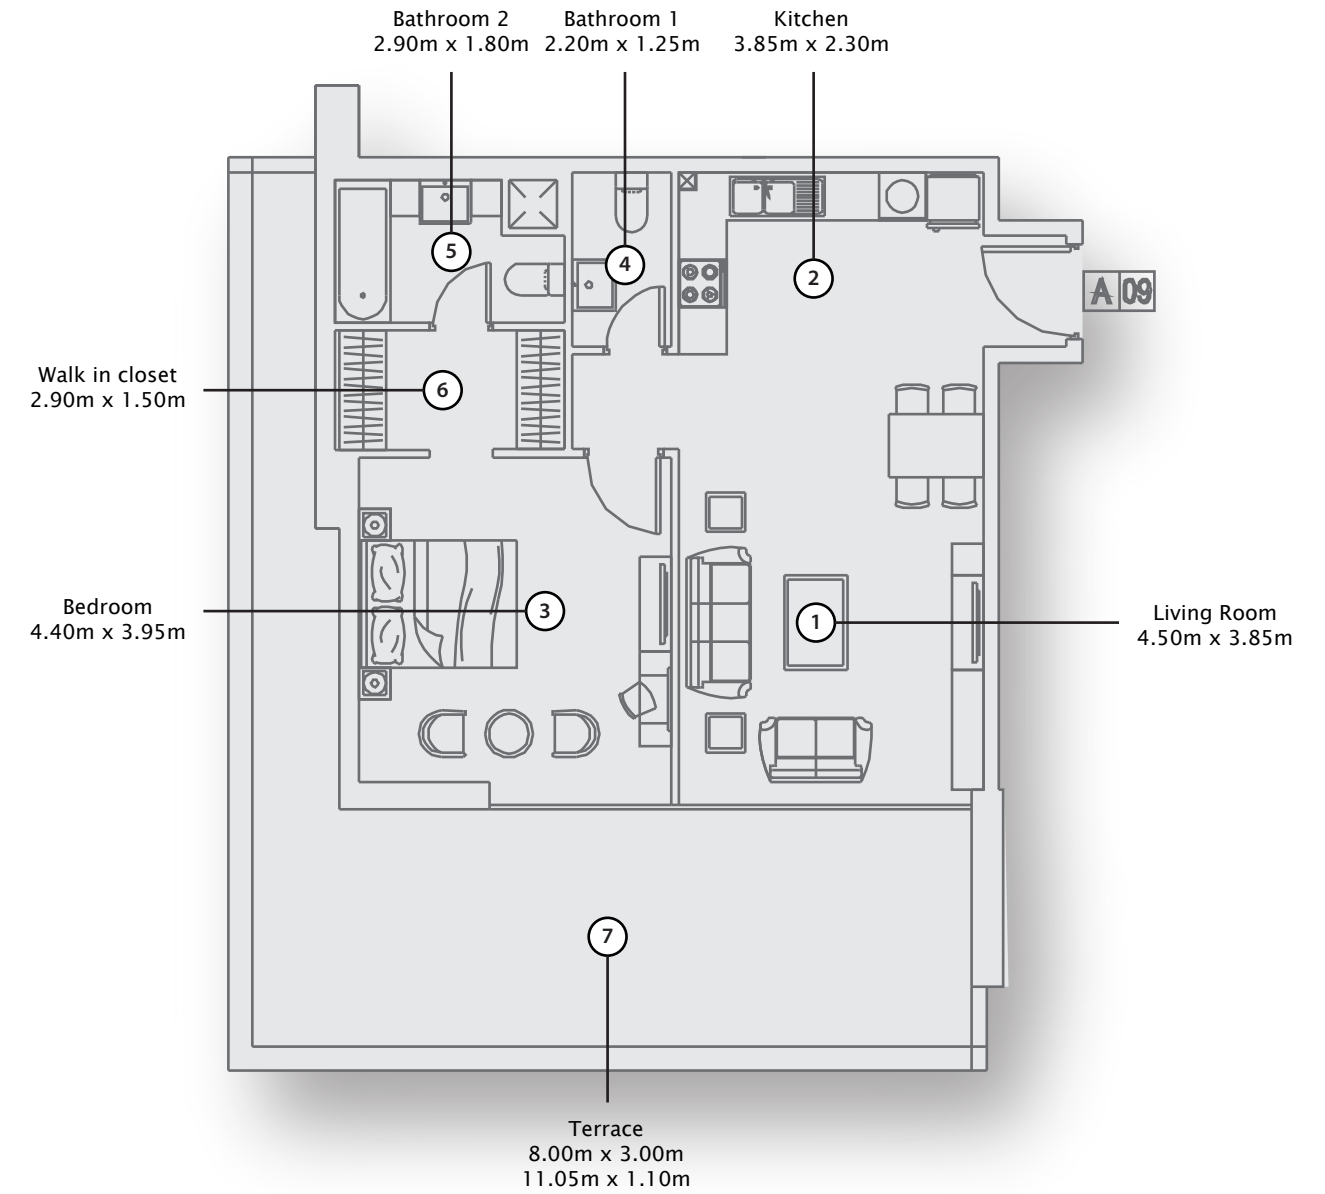 Bathroom 2
2.90m x 1.80m
Bathroom 1
2.20m x 1.25m
Kitchen
3.85m x 2.30m
5
4
2
A 09
Walk in closet
2.90m x 1.50m
6
Bedroom
4.40m x 3.95m
3
1
Living Room
4.50m x 3.85m
7
Terrace
8.00m x 3.00m
11.05m x 1.10m